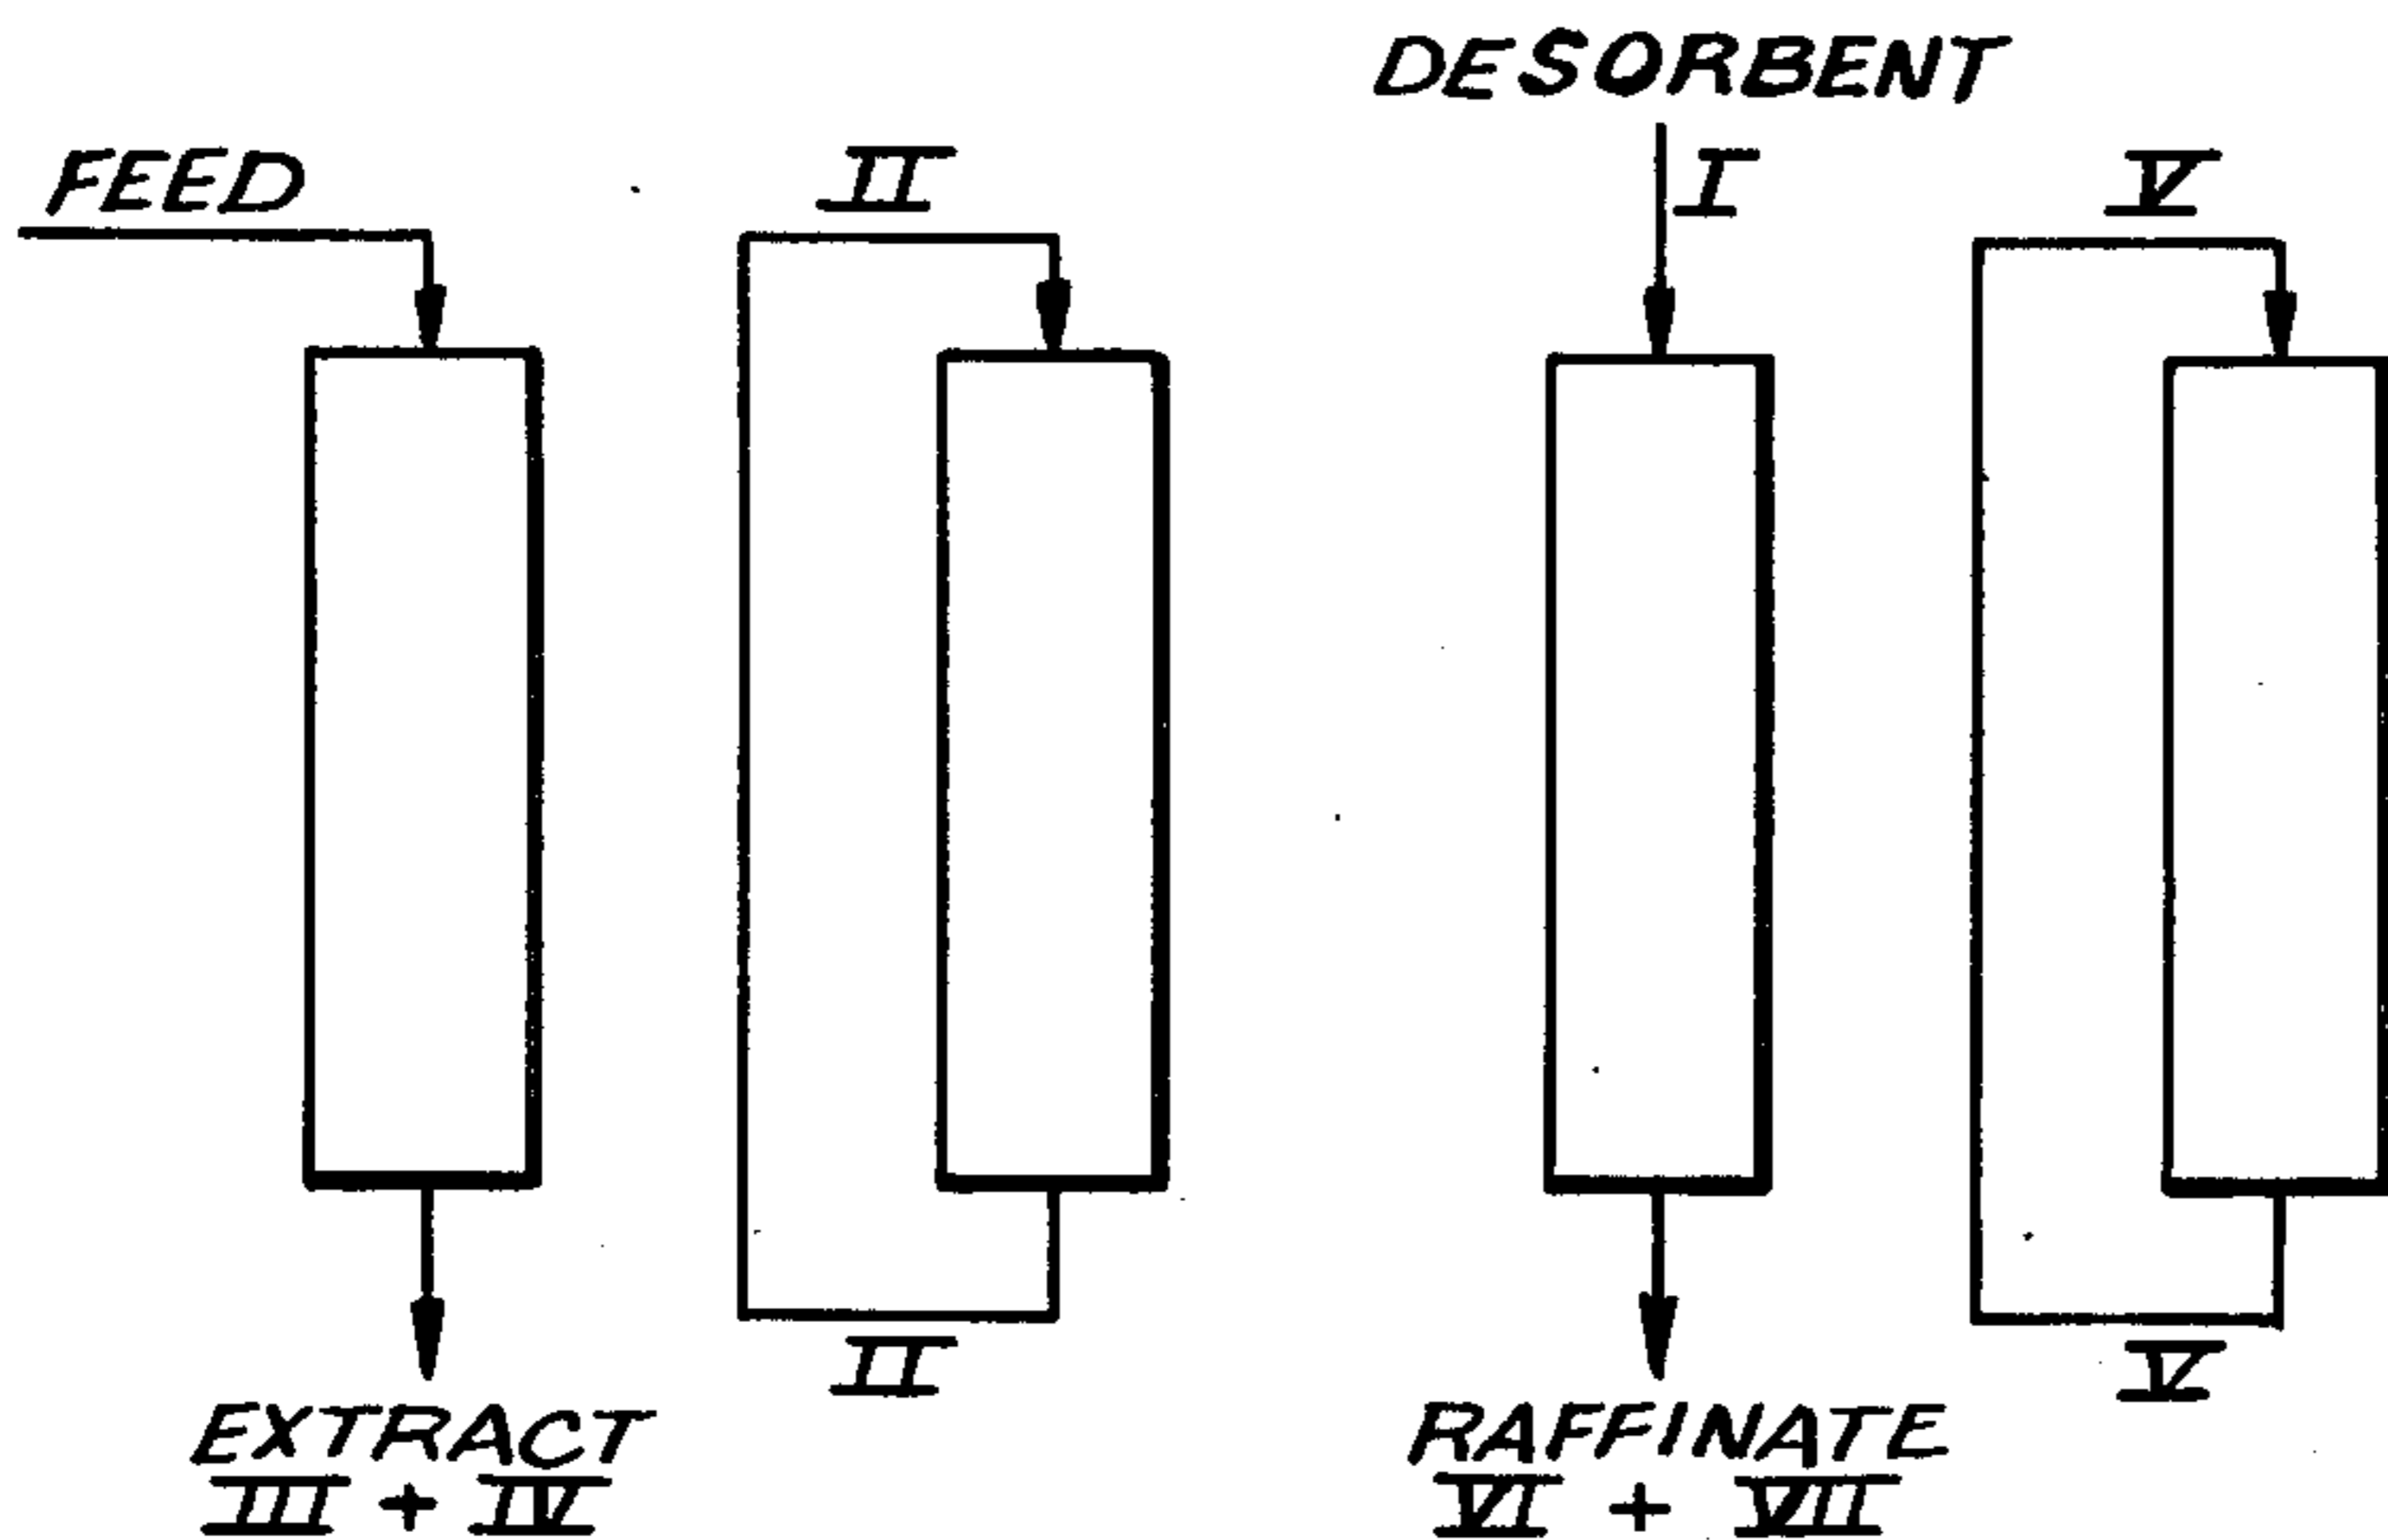 DESORBENT
FEED
II
I
V
II
V
EXTRACT
III + IV
RAFFINATE
VI + VII